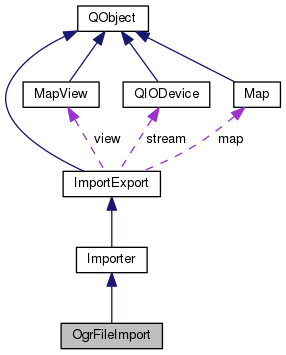 QObject
MapView
QIODevice
Map
view
stream
map
ImportExport
Importer
OgrFileImport